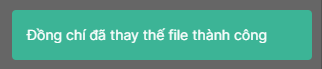 Đồng chí đã thay thế file thành công